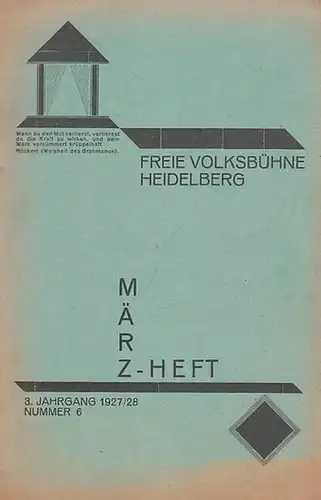 Wenn du den Mut verlierst, verlierest
du die Kraft zu wirken, und dein
Werk verkümmert krüppelhaft.
Rückert (Weisheit des Brahmanen).
FREIE VOLKSBÜHNE
HEIDELBERG
MÄRZ-HEFT
3. JAHRGANG 1927/28
NUMMER 6